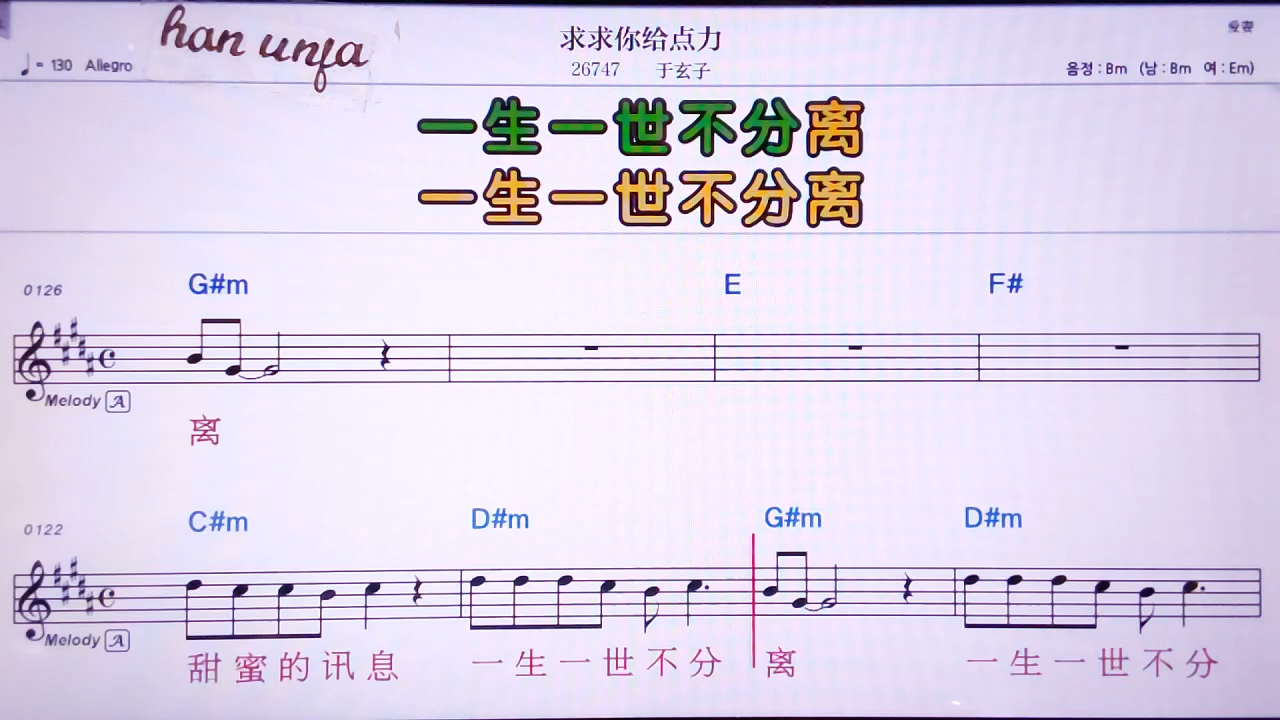 han unfa
求求你给点力
爱妻
♩= 130 Allegro
26747 于玄子
음정 : Bm (남 : Bm 여 : Em)
一生一世不分离
一生一世不分离
0126 G#m E F#
Melody A
离
0122 C#m D#m G#m D#m
Melody A
甜蜜的讯息 一生一世不分 离 一生一世不分